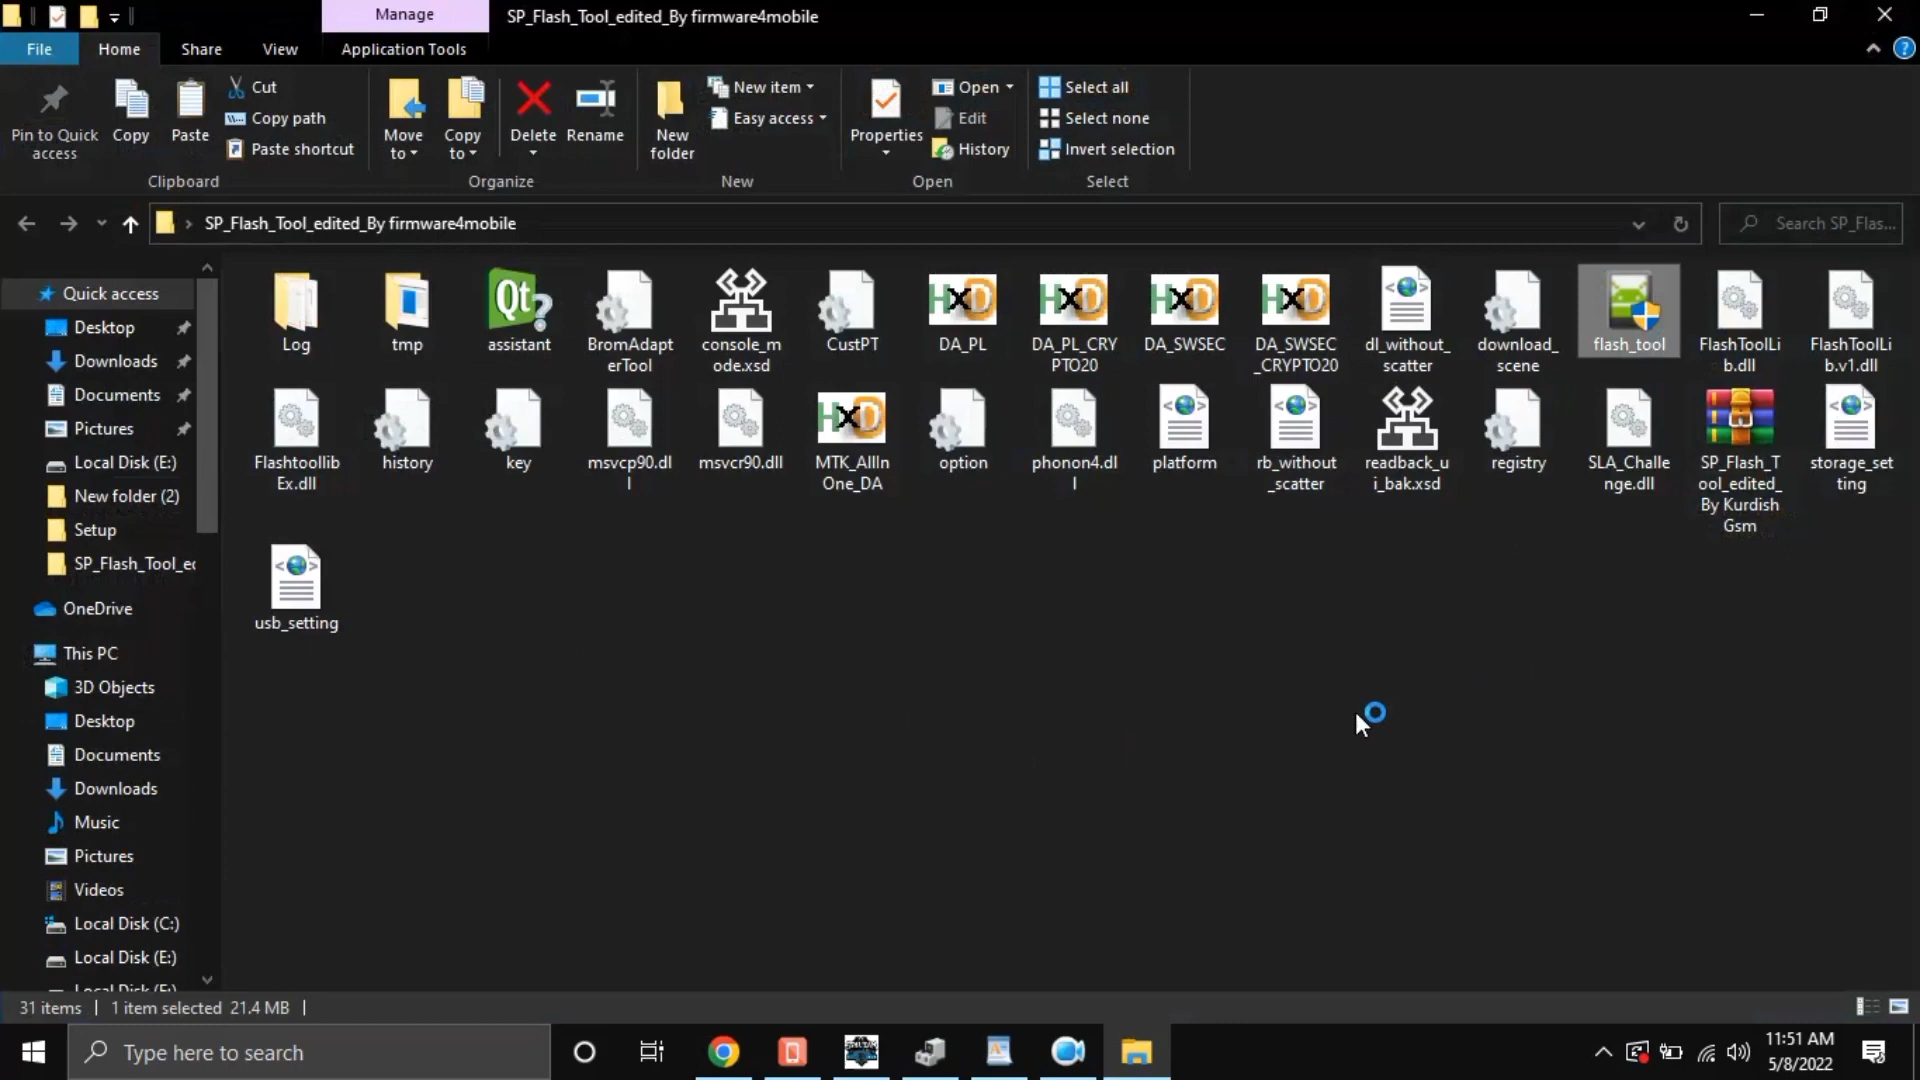 Manage
SP_Flash_Tool_edited_By firmware4mobile
File
Home
Share
View
Application Tools
Pin to Quick
access
Copy
Paste
Cut
Copy path
Paste shortcut
Clipboard
Move
to
Copy
to
Delete
Rename
Organize
New
folder
New item
Easy access
New
Properties
Open
Edit
History
Open
Select all
Select none
Invert selection
Select
SP_Flash_Tool_edited_By firmware4mobile
Search SP_Flas...
Quick access
Desktop
Downloads
Documents
Pictures
Local Disk (E:)
New folder (2)
Setup
SP_Flash_Tool_ec
OneDrive
This PC
3D Objects
Desktop
Documents
Downloads
Music
Pictures
Videos
Local Disk (C:)
Local Disk (E:)
Log
tmp
Qt?
assistant
BromAdap
terTool
console_m
ode.xsd
CustPT
HxD
DA_PL
HxD
DA_PL_CRY
PTO20
HxD
DA_SWSEC
HxD
DA_SWSEC
_CRYPTO20
dl_without_
scatter
download_
scene
flash_tool
FlashToolLi
b.dll
FlashToolLi
b.v1.dll
Flashtoollib
Ex.dll
history
key
msvcp90.dl
l
msvcr90.dll
HxD
MTK_AllIn
One_DA
option
phonon4.dl
l
platform
rb_without
_scatter
readback_u
i_bak.xsd
registry
SLA_Challe
nge.dll
SP_Flash_T
ool_edited_
By Kurdish
Gsm
storage_set
ting
usb_setting
31 items
1 item selected 21.4 MB
Type here to search
11:51 AM
5/8/2022